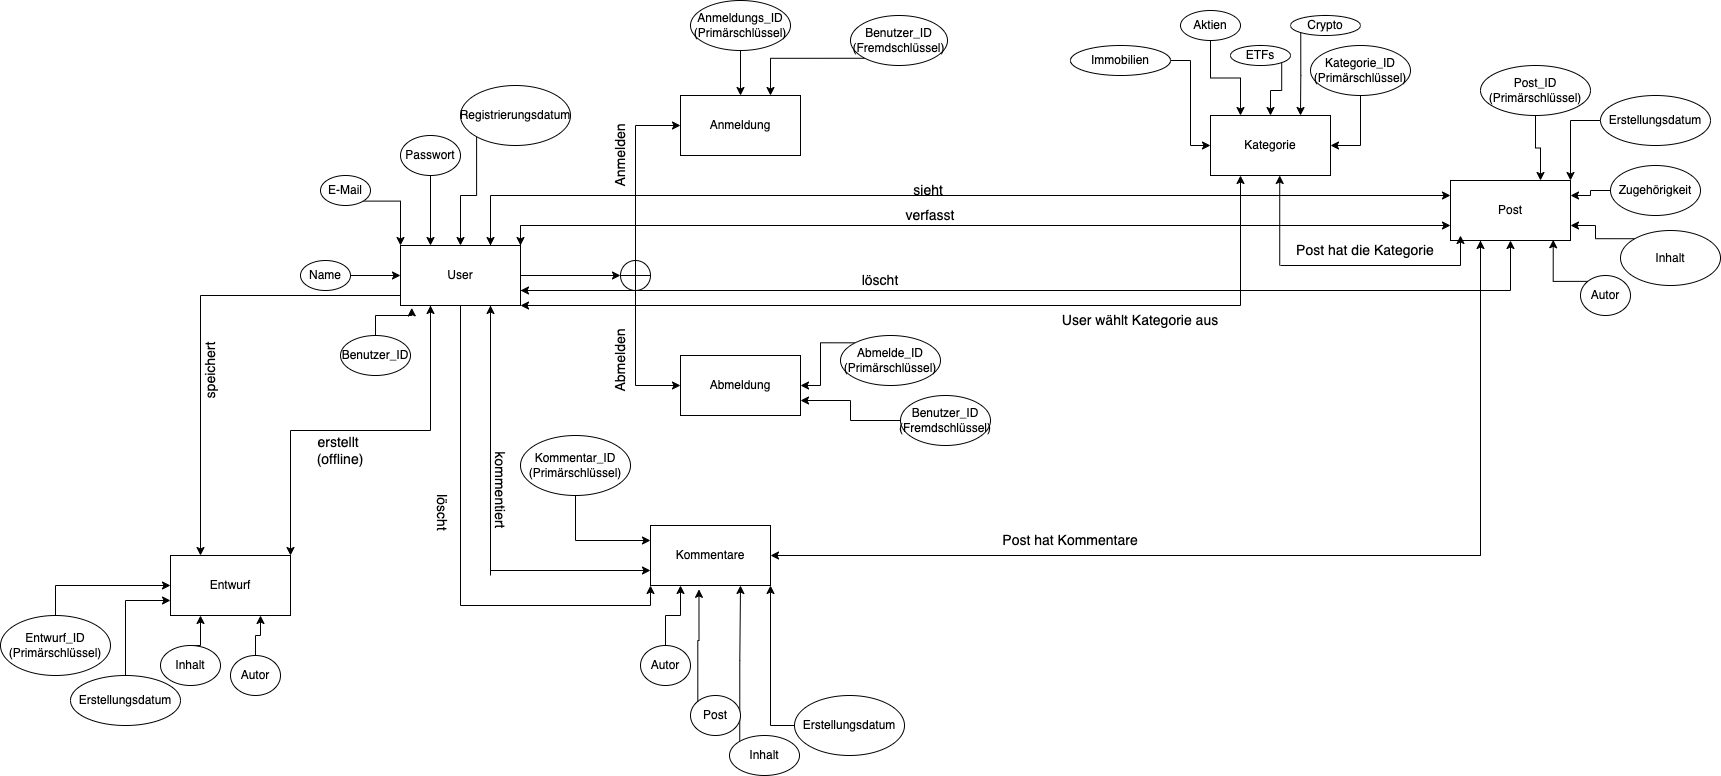 Anmeldungs_ID
(Primärschlüssel)
Benutzer_ID
(Fremdschlüssel)
Aktien
Crypto
ETFs
Immobilien
Kategorie_ID
(Primärschlüssel)
Post_ID
(Primärschlüssel)
Erstellungsdatum
Registrierungsdatum
Anmeldung
Kategorie
Passwort
Anmelden
E-Mail
sieht
Zugehörigkeit
verfasst
Post
Post hat die Kategorie
Inhalt
Name
User
löscht
Autor
User wählt Kategorie aus
Benutzer_ID
speichert
Abmelden
Abmelde_ID
(Primärschlüssel)
Abmeldung
Benutzer_ID
(Fremdschlüssel)
erstellt
(offline)
Kommentar_ID
(Primärschlüssel)
löscht
kommentiert
Post hat Kommentare
Kommentare
Entwurf
Entwurf_ID
(Primärschlüssel)
Inhalt
Autor
Erstellungsdatum
Autor
Post
Inhalt
Erstellungsdatum